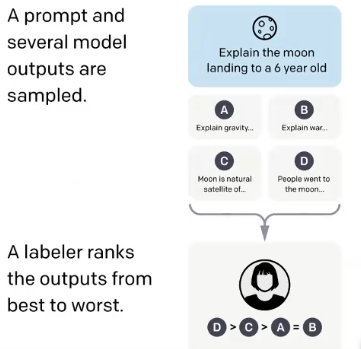 A prompt and
several model
outputs are
sampled.
Explain the moon
landing to a 6 year old
A
Explain gravity...
B
Explain war...
C
Moon is natural
satellite of...
D
People went to
the moon...
A labeler ranks
the outputs from
best to worst.
D > C > A = B